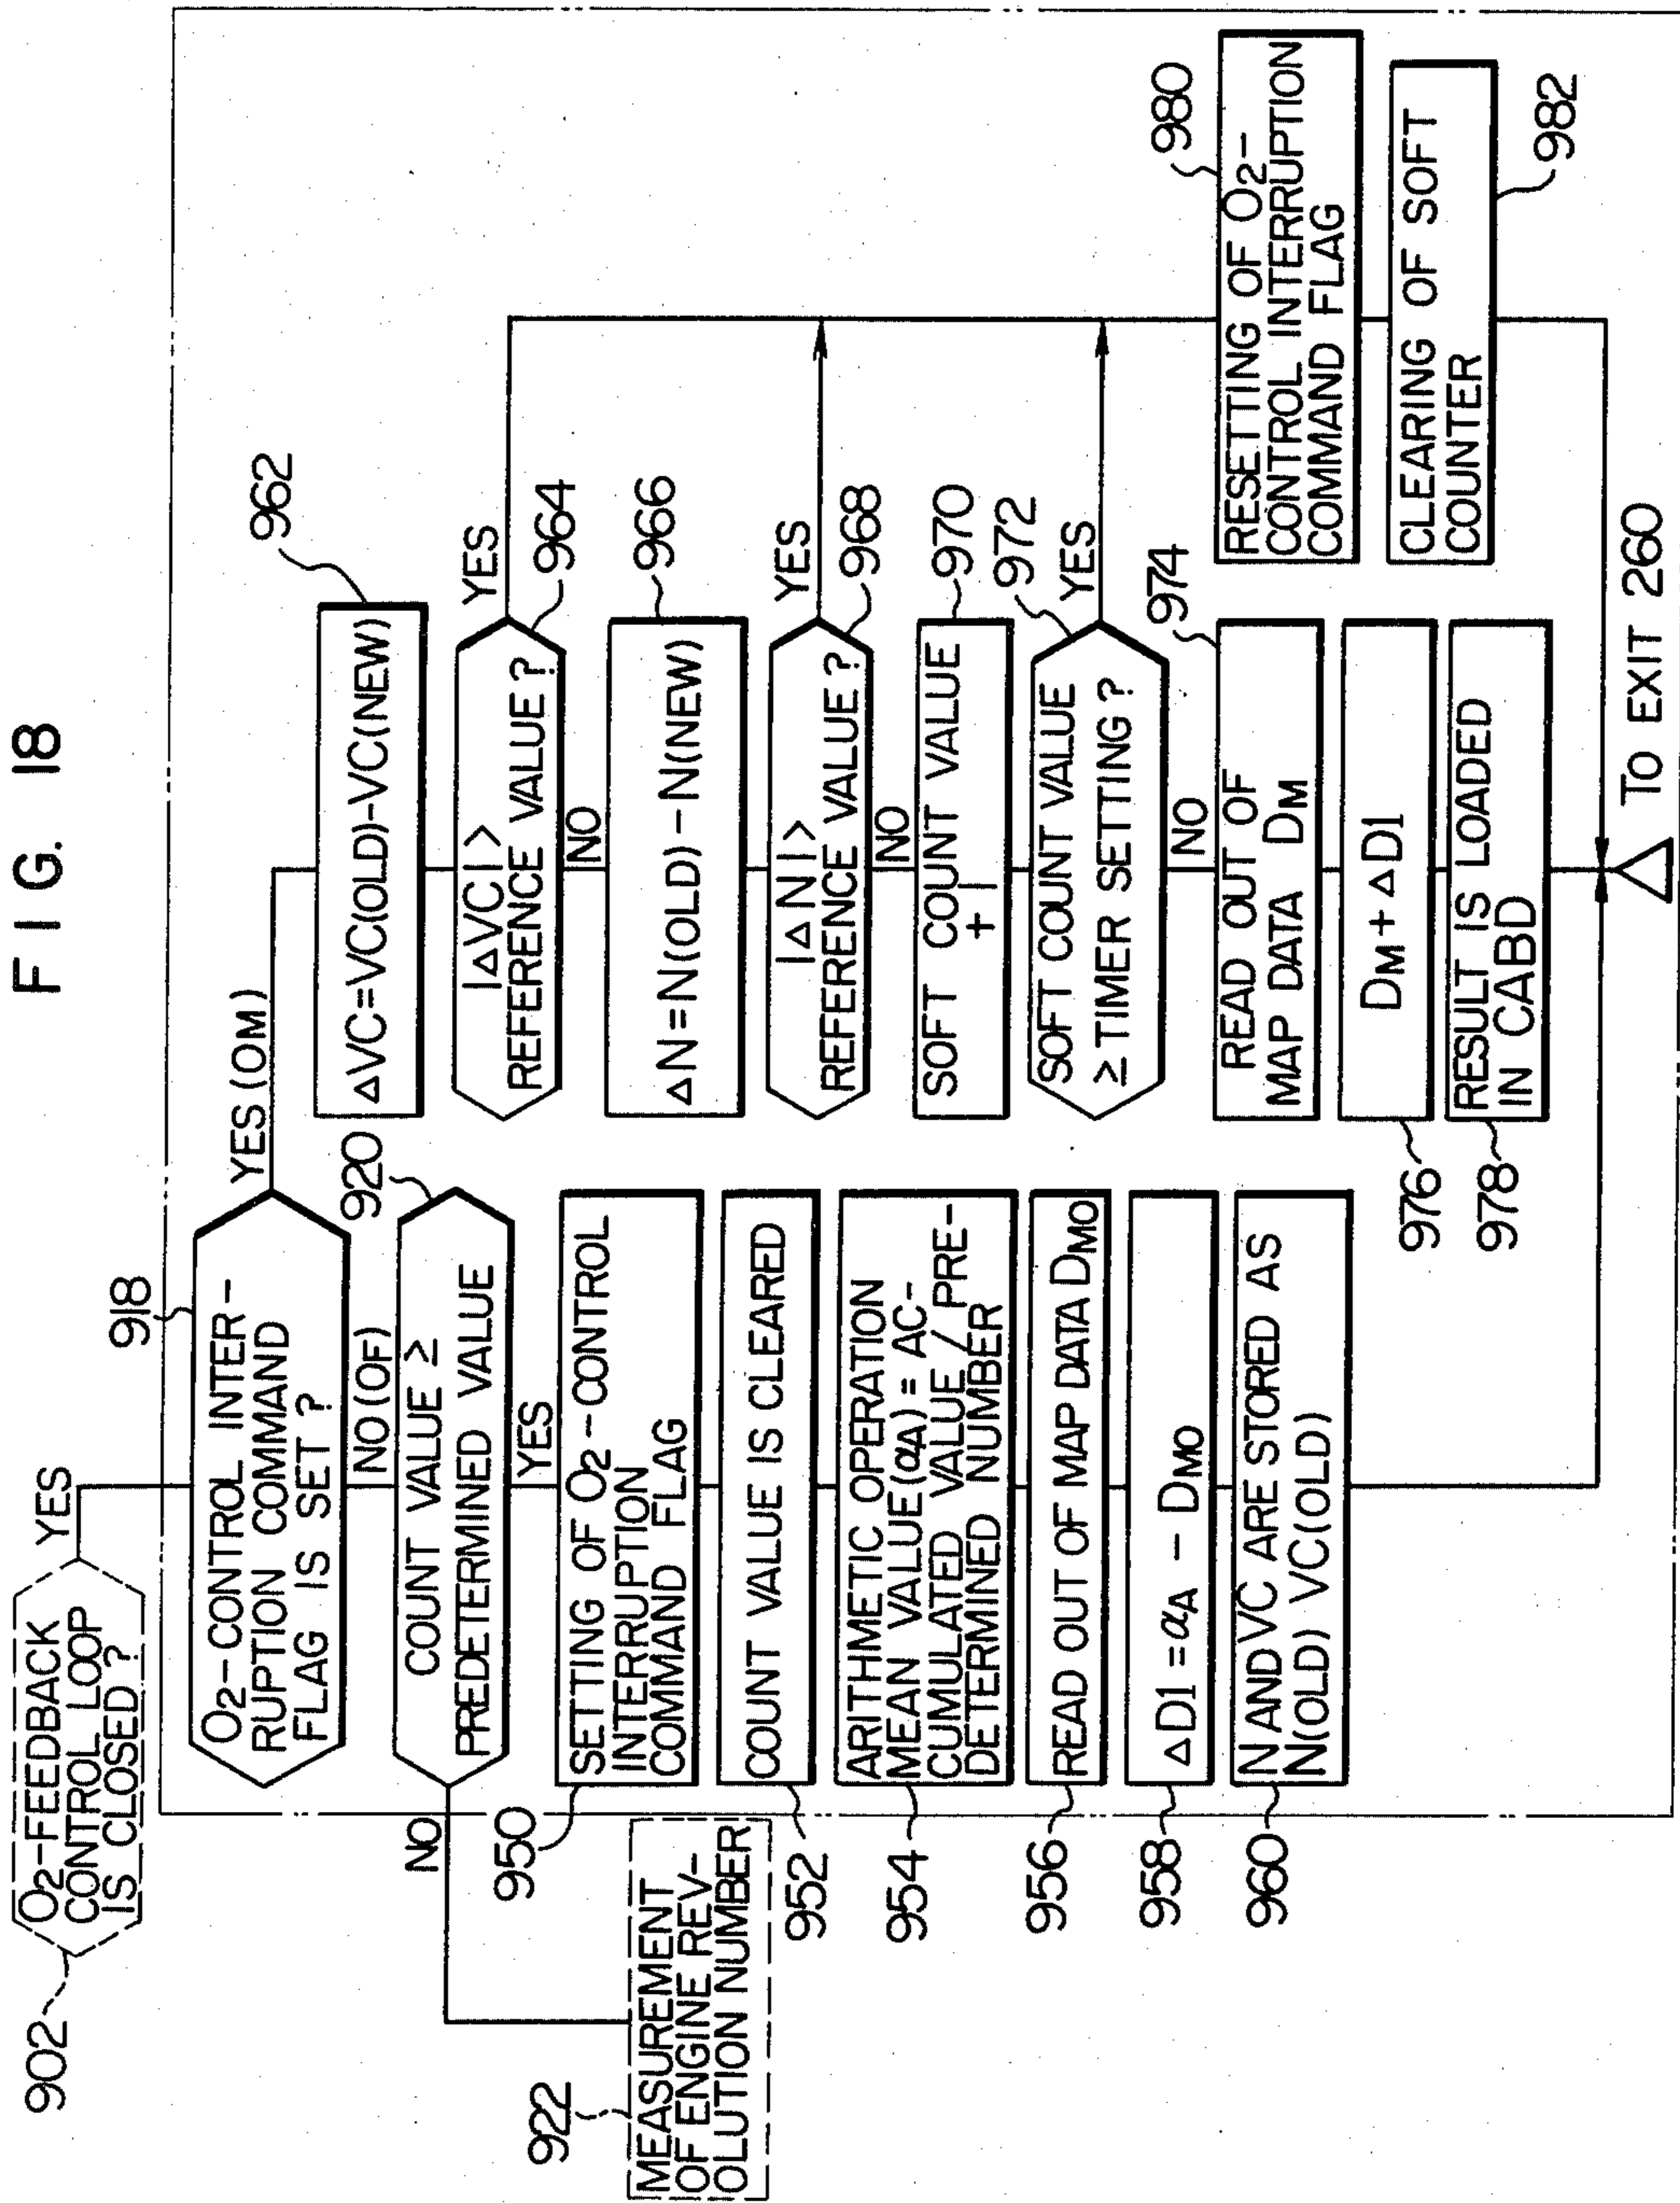 FIG. 18
902
O2-FEEDBACK
CONTROL LOOP
IS CLOSED ?
YES
918
O2-CONTROL INTER-
RUPTION COMMAND
FLAG IS SET ?
YES (OM)
NO (OF)
920
COUNT VALUE ≥
PREDETERMINED VALUE
NO
YES
922
MEASUREMENT
OF ENGINE REV-
OLUTION NUMBER
950
SETTING OF O2-CONTROL
INTERRUPTION
COMMAND FLAG
952
COUNT VALUE IS CLEARED
954
ARITHMETIC OPERATION
MEAN VALUE(αA) = AC-
CUMULATED VALUE / PRE-
DETERMINED NUMBER
956
READ OUT OF MAP DATA DMO
958
ΔD1 = αA - DMO
960
N AND VC ARE STORED AS
N(OLD) VC(OLD)
962
ΔVC=VC(OLD)-VC(NEW)
964
|ΔVC|>
REFERENCE VALUE ?
YES
NO
966
ΔN=N(OLD)-N(NEW)
968
|ΔN|>
REFERENCE VALUE ?
YES
NO
970
SOFT COUNT VALUE
+1
972
SOFT COUNT VALUE
≥ TIMER SETTING ?
YES
NO
974
READ OUT OF
MAP DATA DM
976
DM + ΔD1
978
RESULT IS LOADED
IN CABD
980
RESETTING OF O2-
CONTROL INTERRUPTION
COMMAND FLAG
982
CLEARING OF SOFT
COUNTER
TO EXIT 260